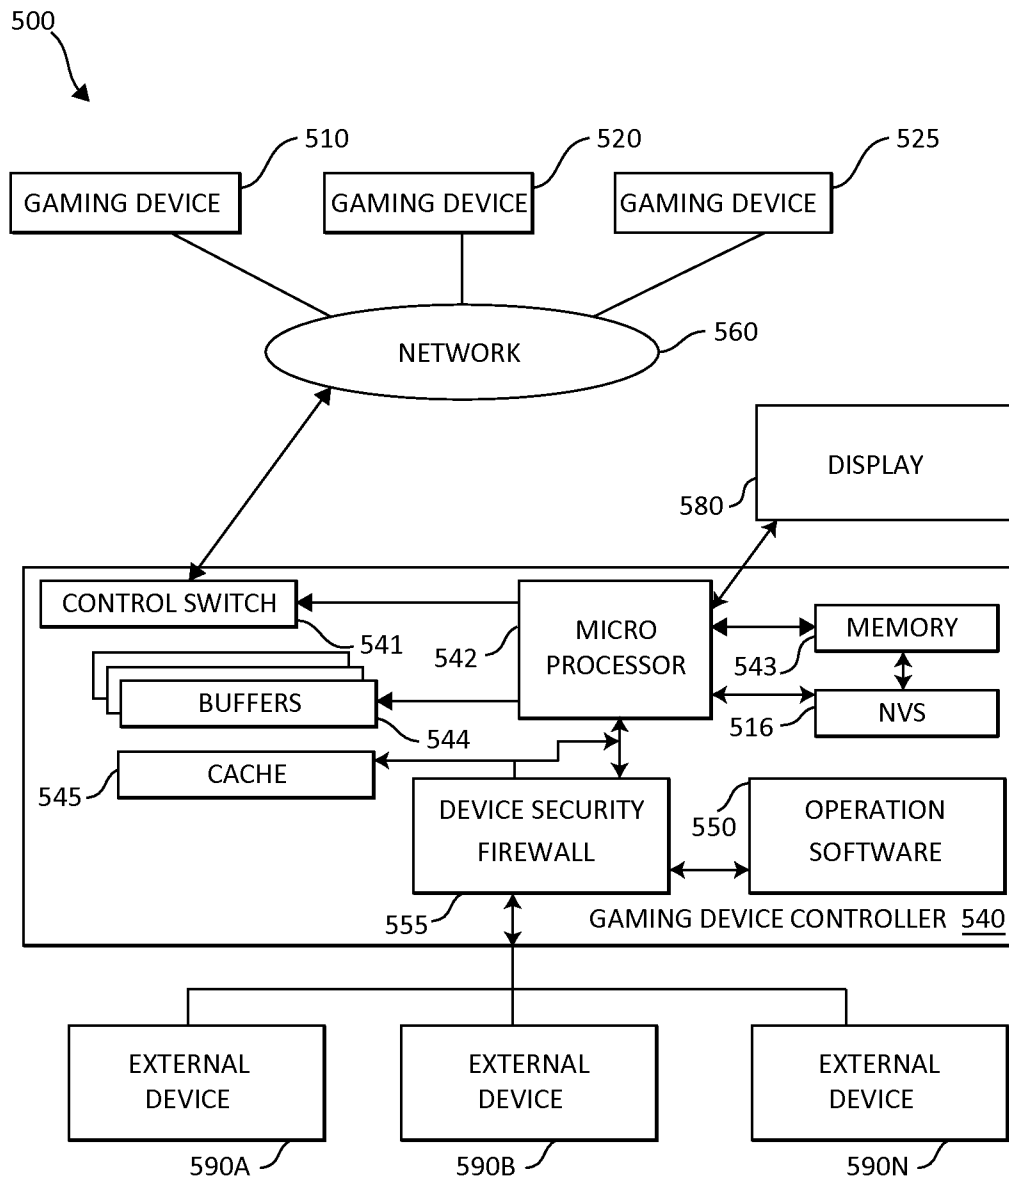 500
510
520
525
GAMING DEVICE
GAMING DEVICE
GAMING DEVICE
NETWORK
560
DISPLAY
580
CONTROL SWITCH
541
MICRO
PROCESSOR
542
MEMORY
543
BUFFERS
544
NVS
516
CACHE
545
DEVICE SECURITY
FIREWALL
555
550
OPERATION
SOFTWARE
GAMING DEVICE CONTROLLER 540
EXTERNAL
DEVICE
590A
EXTERNAL
DEVICE
590B
EXTERNAL
DEVICE
590N